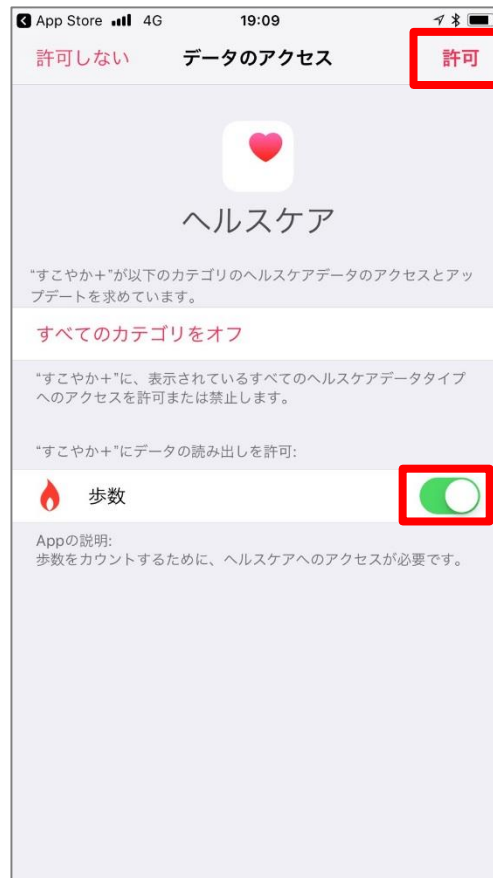 App Store 4G 19:09
許可しない データのアクセス 許可
ヘルスケア
“すこやか＋”が以下のカテゴリのヘルスケアデータのアクセスとアッ
プデートを求めています。
すべてのカテゴリをオフ
“すこやか＋”に、表示されているすべてのヘルスケアデータタイプ
へのアクセスを許可または禁止します。
“すこやか＋”にデータの読み出しを許可:
歩数
Appの説明:
歩数をカウントするために、ヘルスケアへのアクセスが必要です。